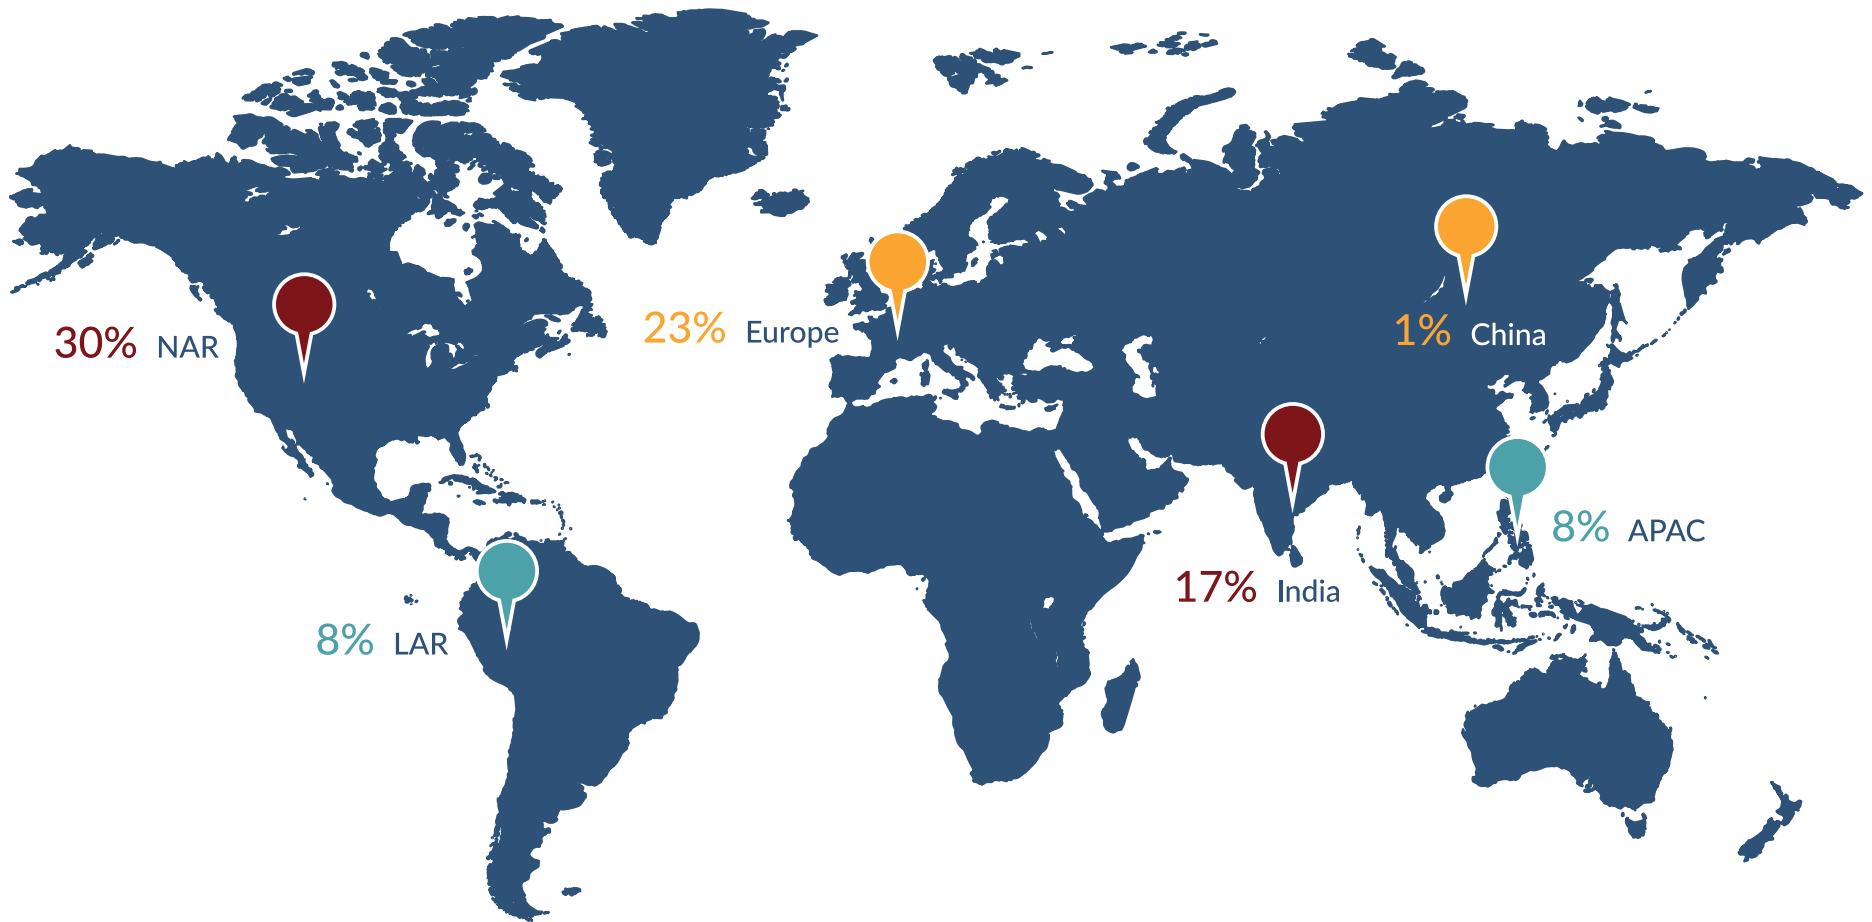 30% NAR
23% Europe
1% China
8% APAC
17% India
8% LAR